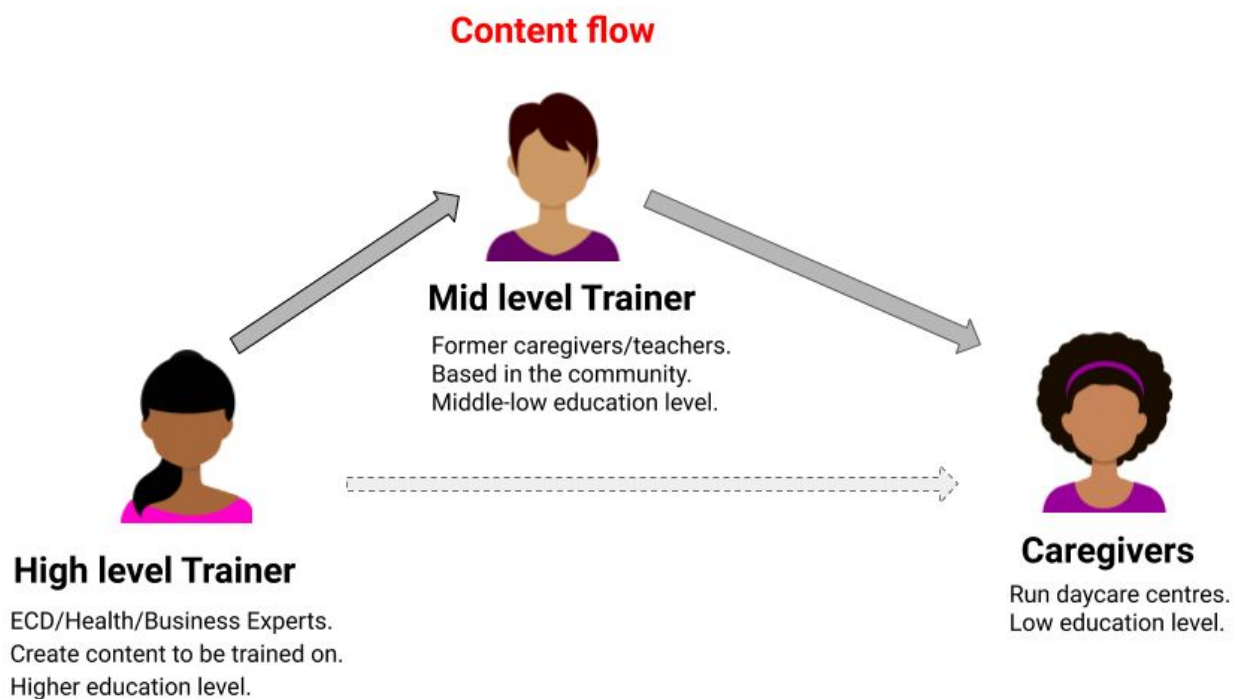 Content flow
Mid level Trainer
Former caregivers/teachers.
Based in the community.
Middle-low education level.
High level Trainer
ECD/Health/Business Experts.
Create content to be trained on.
Higher education level.
Caregivers
Run daycare centres.
Low education level.